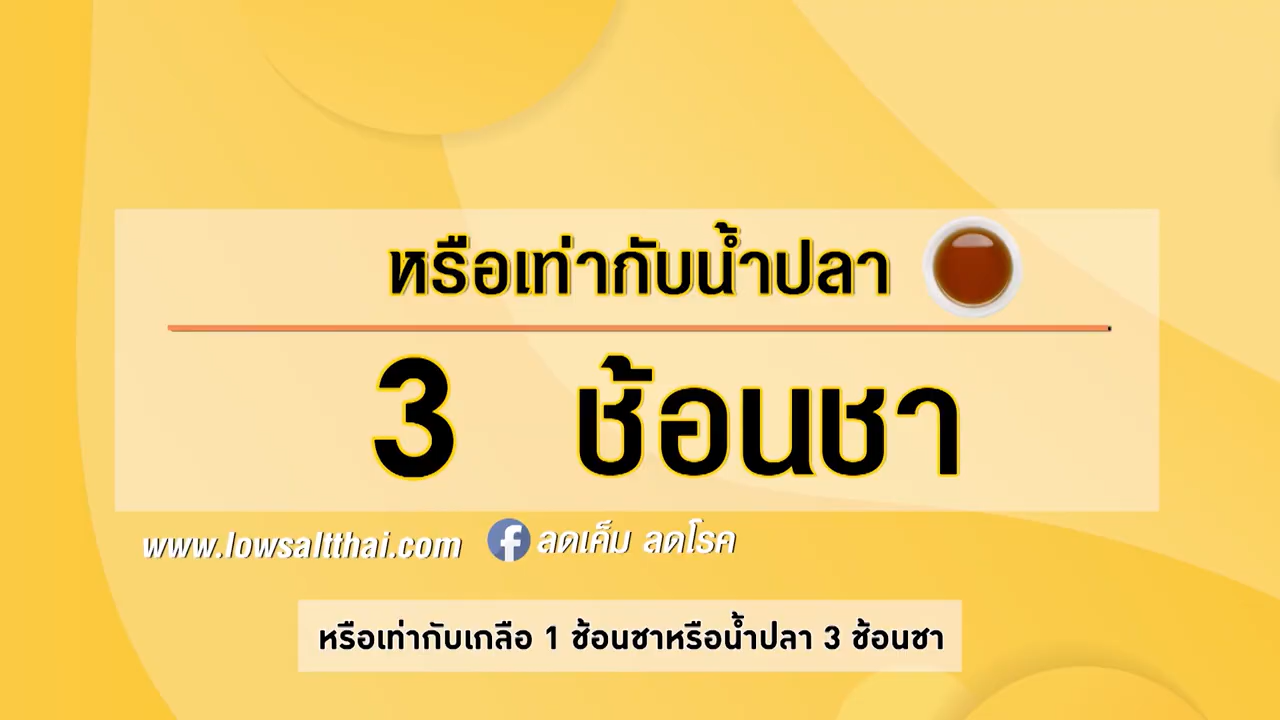 หรือเท่ากับน้ำปลา
3 ช้อนชา
www.lowsaltthai.com ลดเค็ม ลดโรค
หรือเท่ากับเกลือ 1 ช้อนชาหรือน้ำปลา 3 ช้อนชา